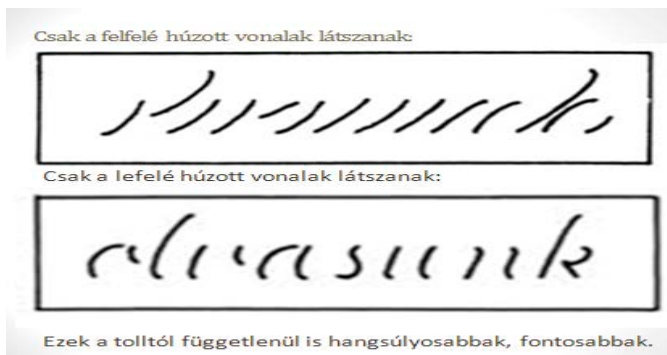 Csak a felfelé húzott vonalak látszanak:
Csak a lefelé húzott vonalak látszanak:
olvasunk
Ezek a tolltól függetlenül is hangsúlyosabbak, fontosabbak.